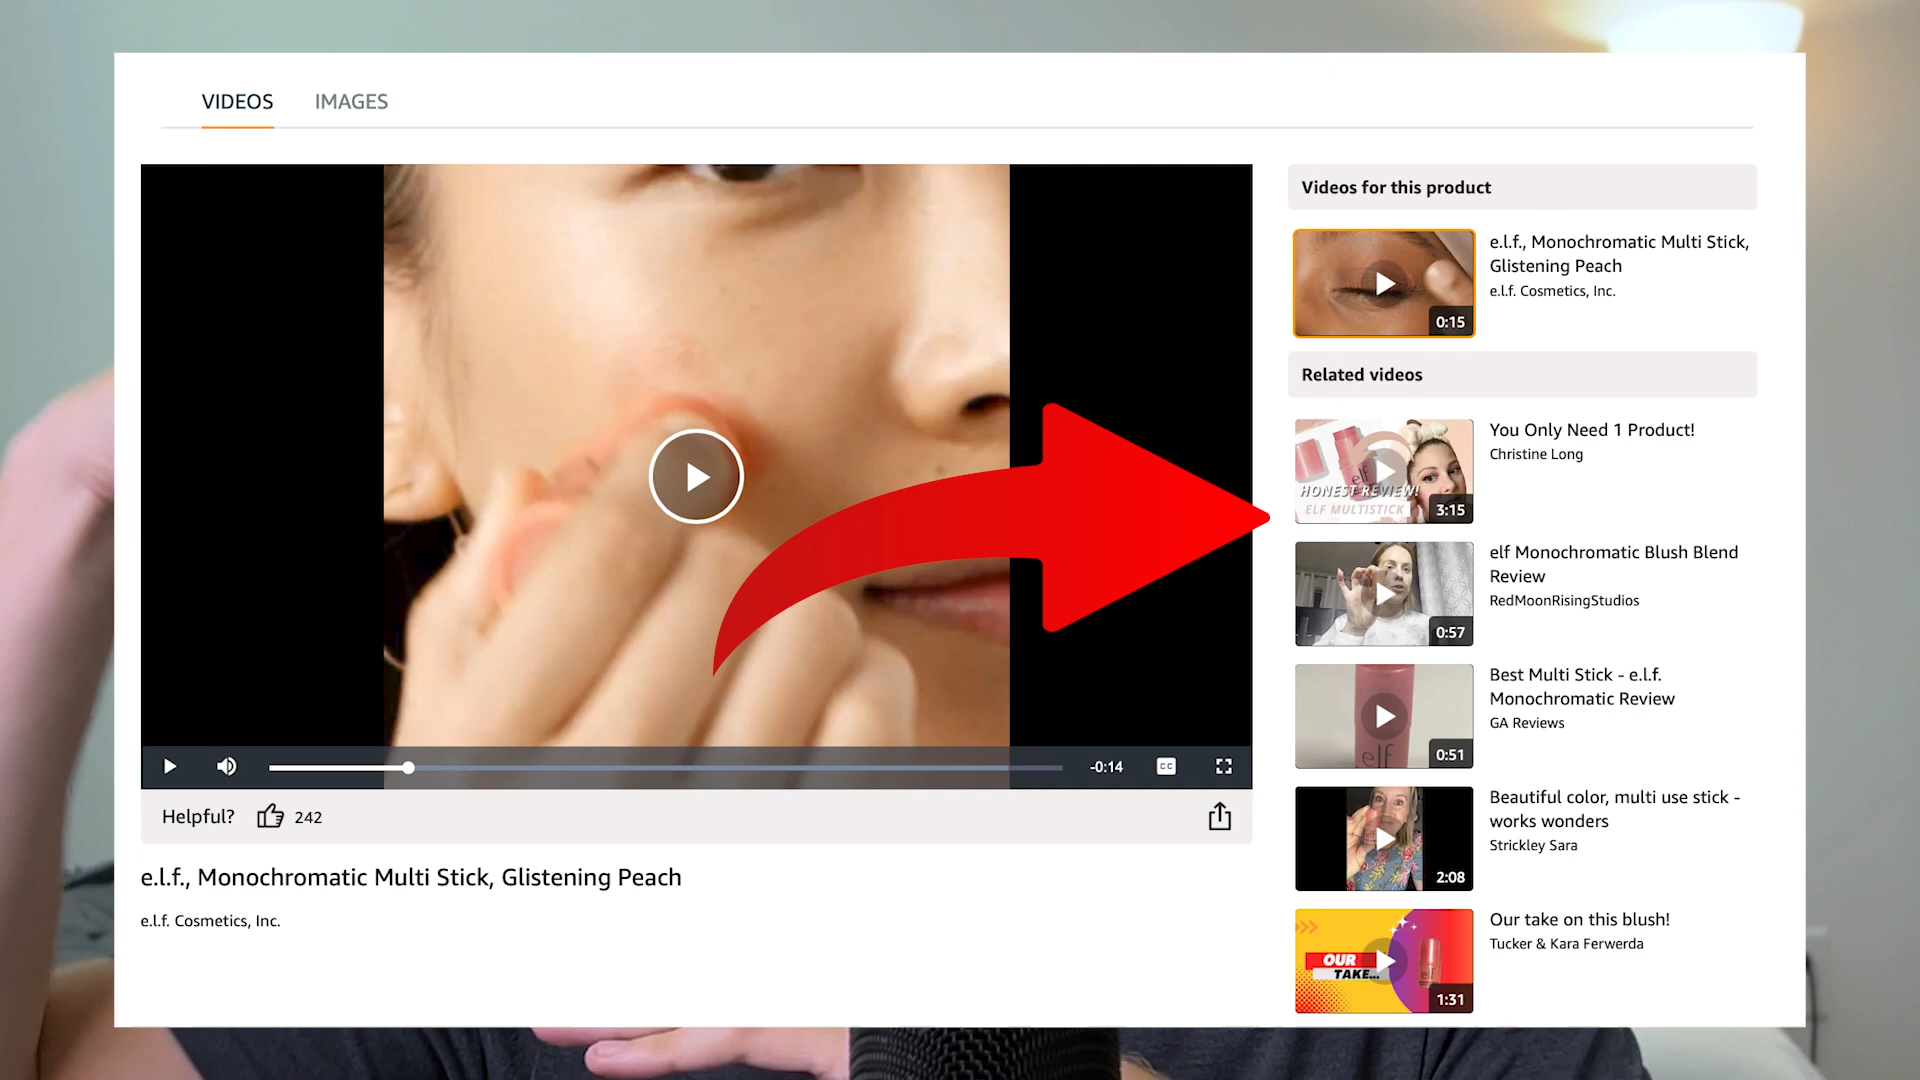 VIDEOS
IMAGES
-0:14
CC
Helpful?
242
e.l.f., Monochromatic Multi Stick, Glistening Peach
e.l.f. Cosmetics, Inc.
Videos for this product
0:15
e.l.f., Monochromatic Multi Stick,
Glistening Peach
e.l.f. Cosmetics, Inc.
Related videos
elf
HONEST REVIEW!
ELF MULTISTICK
3:15
You Only Need 1 Product!
Christine Long
0:57
elf Monochromatic Blush Blend
Review
RedMoonRisingStudios
elf
0:51
Best Multi Stick - e.l.f.
Monochromatic Review
GA Reviews
2:08
Beautiful color, multi use stick -
works wonders
Strickley Sara
OUR
TAKE...
elf
1:31
Our take on this blush!
Tucker & Kara Ferwerda